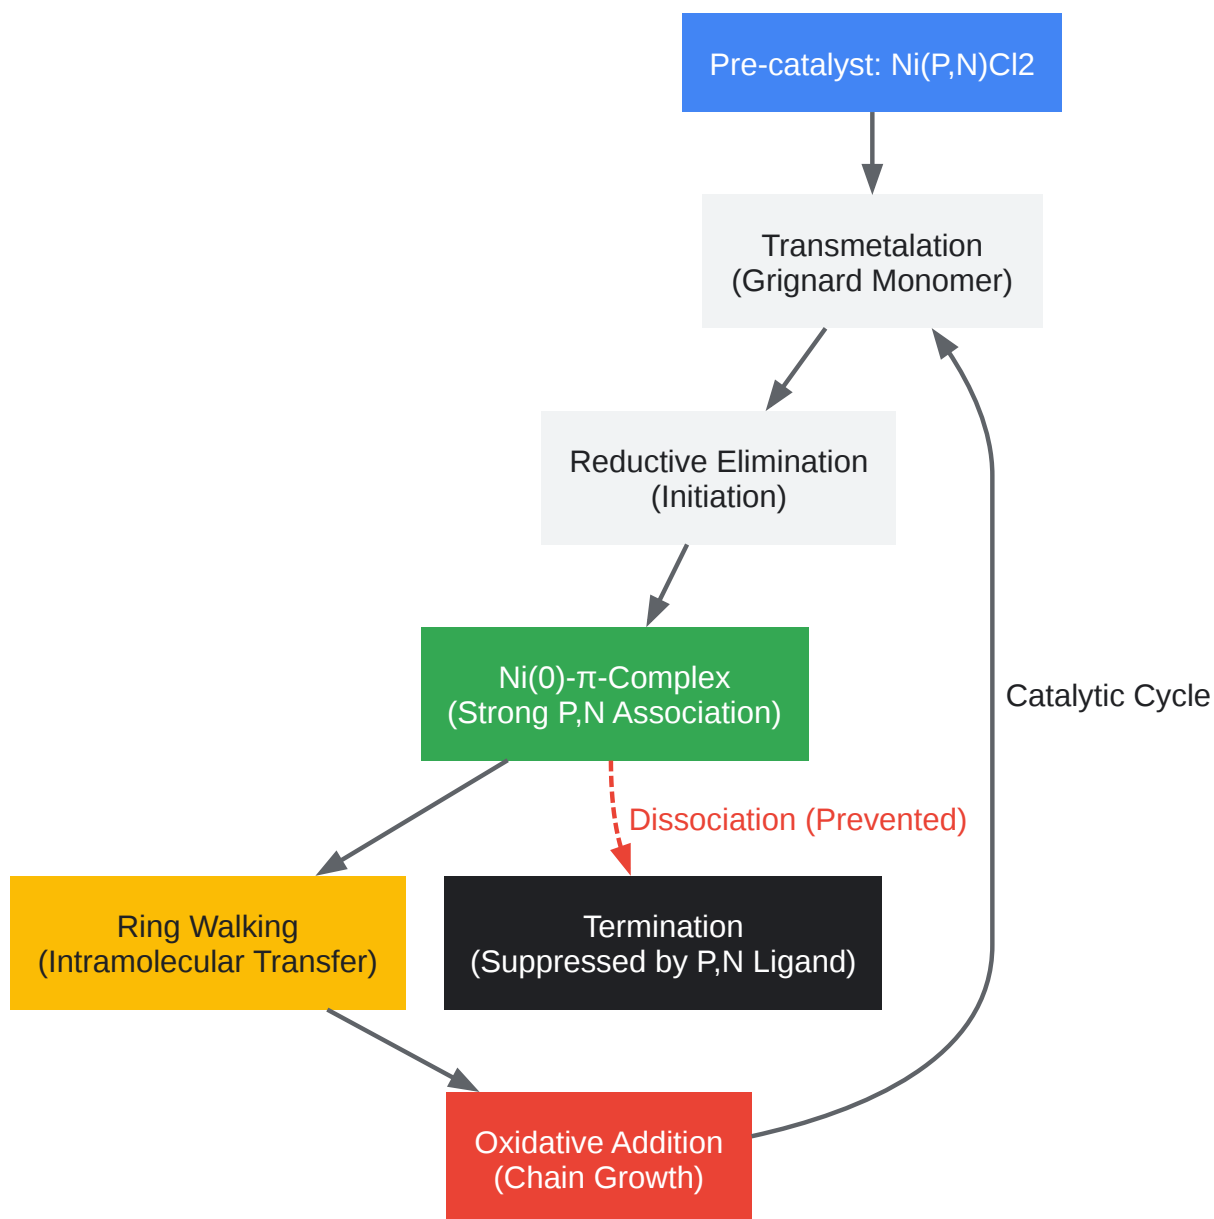 Pre-catalyst: Ni(P,N)Cl2
Transmetalation
(Grignard Monomer)
Reductive Elimination
(Initiation)
Ni(0)-π-Complex
(Strong P,N Association)
Catalytic Cycle
Dissociation (Prevented)
Ring Walking
(Intramolecular Transfer)
Termination
(Suppressed by P,N Ligand)
Oxidative Addition
(Chain Growth)